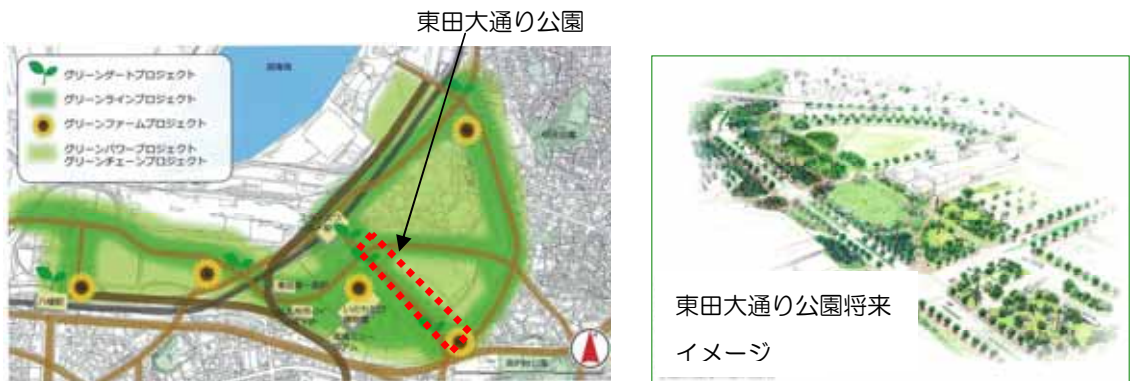 東田大通り公園
グリーンゲートプロジェクト
グリーンラインプロジェクト
グリーンファームプロジェクト
グリーンパワープロジェクト
グリーンチェーンプロジェクト
八幡駅
東田大通り公園将来
イメージ